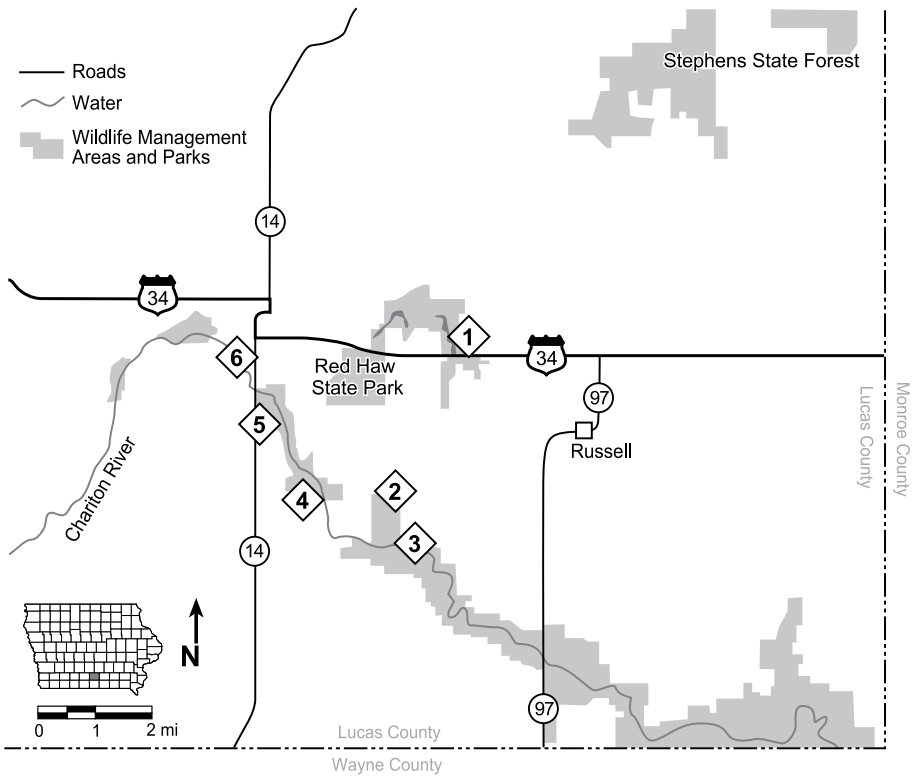 Roads
Water
Wildlife Management
Areas and Parks
Stephens State Forest
14
34
1
34
6
Red Haw
State Park
97
Lucas County
Monroe County
5
Russell
Chariton River
2
4
3
14
N
0 1 2 mi
97
Lucas County
Wayne County